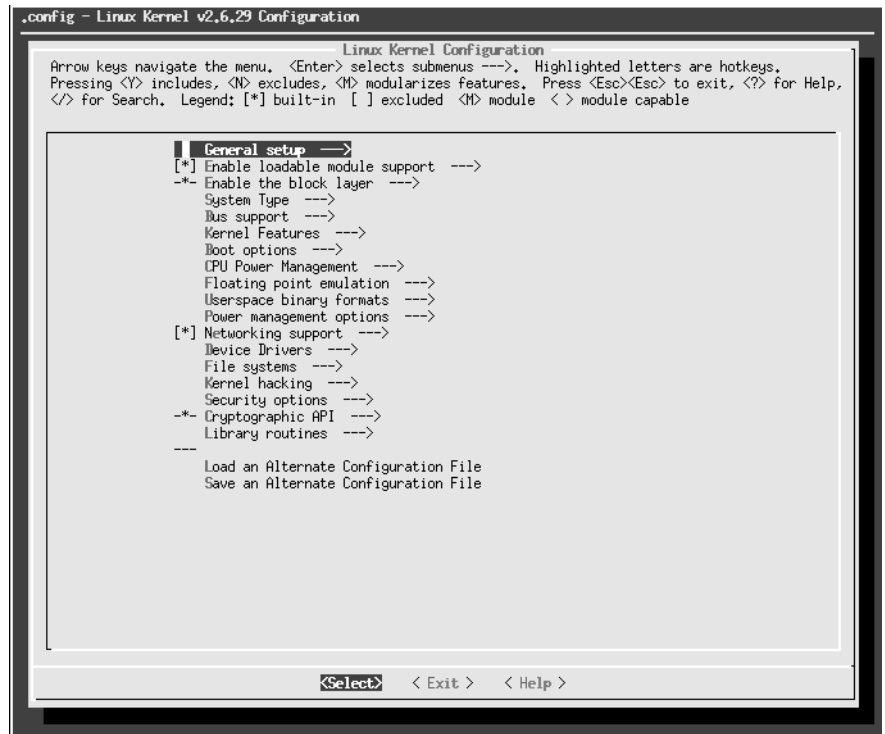 .config - Linux Kernel v2.6.29 Configuration
Linux Kernel Configuration
Arrow keys navigate the menu. <Enter> selects submenus --->. Highlighted letters are hotkeys.
Pressing <Y> includes, <N> excludes, <M> modularizes features. Press <Esc><Esc> to exit, <?> for Help,
</> for Search. Legend: [*] built-in [ ] excluded <M> module < > module capable
General setup --->
[*] Enable loadable module support --->
-*- Enable the block layer --->
System Type --->
Bus support --->
Kernel Features --->
Boot options --->
CPU Power Management --->
Floating point emulation --->
Userspace binary formats --->
Power management options --->
[*] Networking support --->
Device Drivers --->
File systems --->
Kernel hacking --->
Security options --->
-*- Cryptographic API --->
Library routines --->
---
Load an Alternate Configuration File
Save an Alternate Configuration File
<Select> < Exit > < Help >